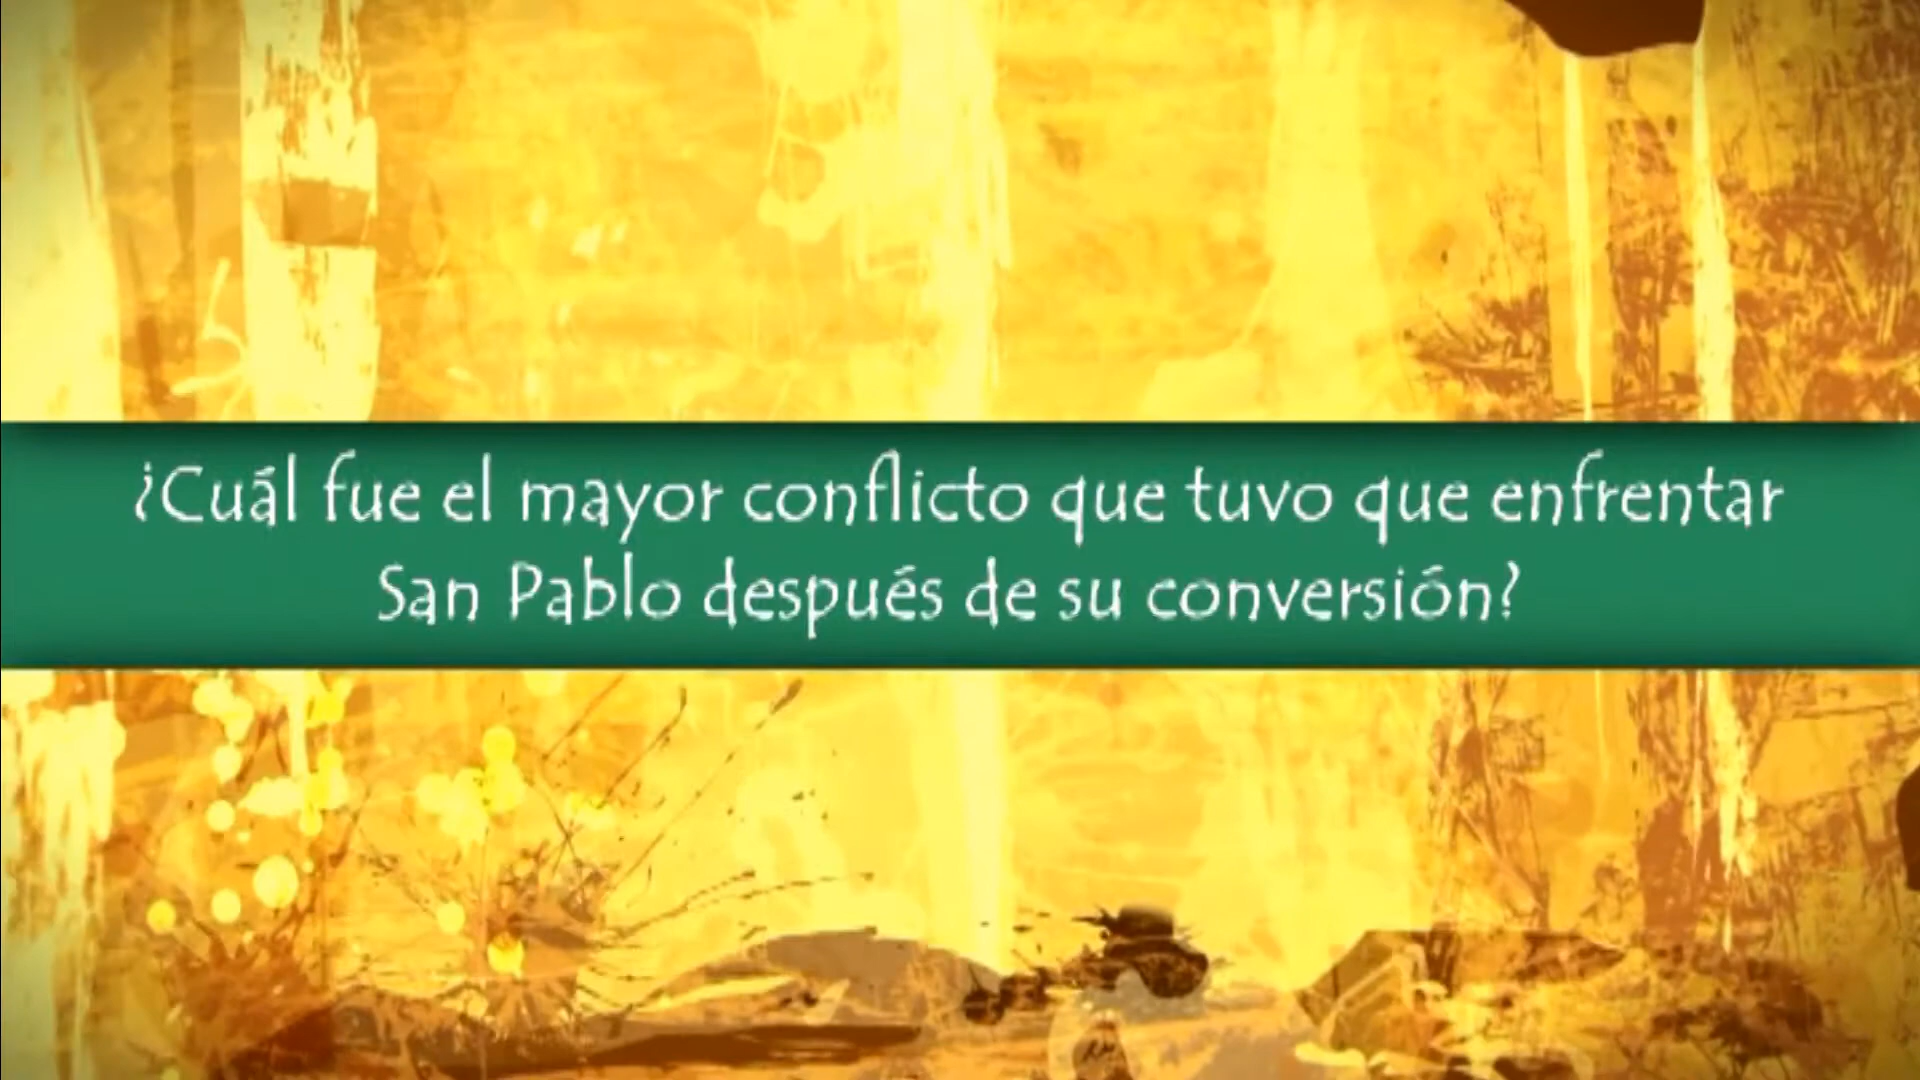 ¿Cuál fue el mayor conflicto que tuvo que enfrentar
San Pablo después de su conversión?